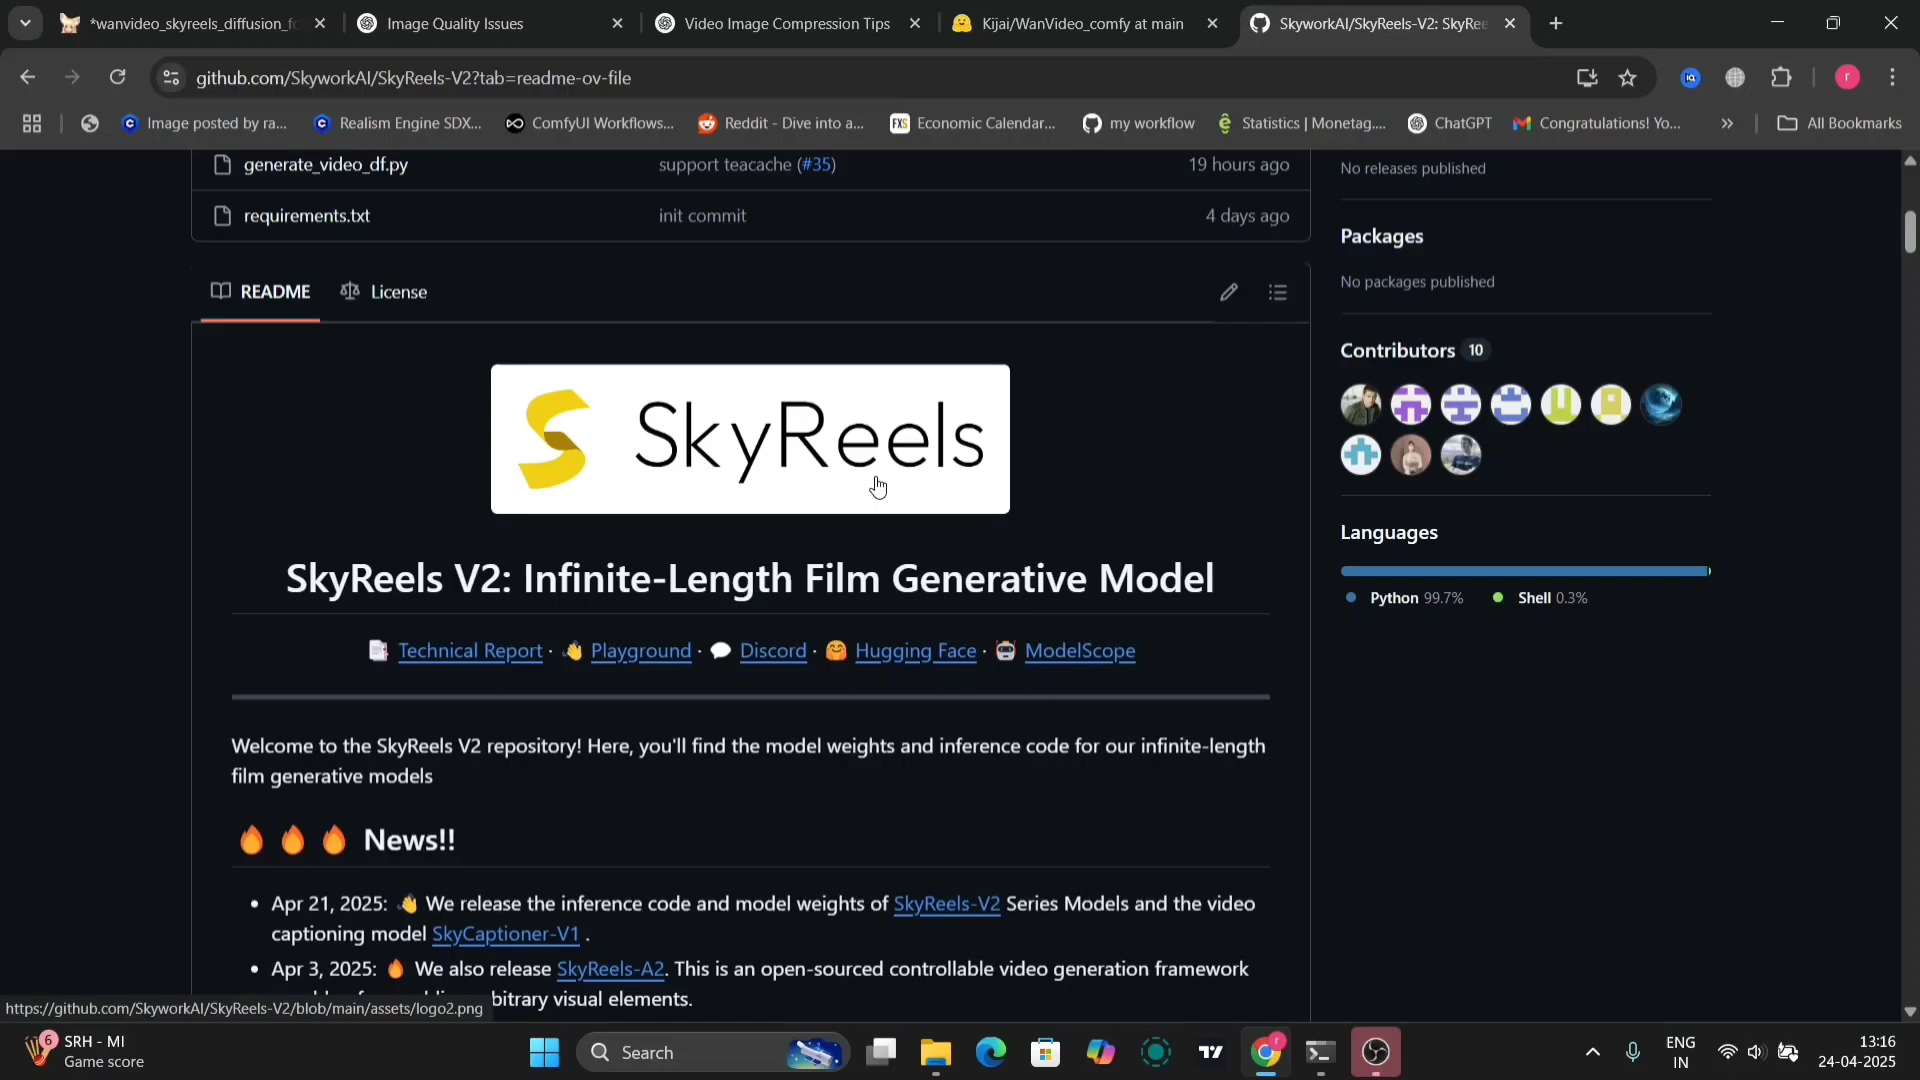 *wanvideo_skyreels_diffusion_fo
Image Quality Issues
Video Image Compression Tips
Kijai/WanVideo_comfy at main
SkyworkAI/SkyReels-V2: SkyRee
github.com/SkyworkAI/SkyReels-V2?tab=readme-ov-file
r
Image posted by ra...
Realism Engine SDX...
ComfyUI Workflows...
Reddit - Dive into a...
FXS Economic Calendar...
my workflow
Statistics | Monetag,...
ChatGPT
Congratulations! Yo...
All Bookmarks
generate_video_df.py
support teacache (#35)
19 hours ago
requirements.txt
init commit
4 days ago
README
License
SkyReels
SkyReels V2: Infinite-Length Film Generative Model
Technical Report · Playground · Discord · Hugging Face · ModelScope
Welcome to the SkyReels V2 repository! Here, you'll find the model weights and inference code for our infinite-length
film generative models
News!!
Apr 21, 2025: We release the inference code and model weights of SkyReels-V2 Series Models and the video
captioning model SkyCaptioner-V1 .
Apr 3, 2025: We also release SkyReels-A2. This is an open-sourced controllable video generation framework
bitrary visual elements.
No releases published
Packages
No packages published
Contributors 10
Languages
Python 99.7%
Shell 0.3%
https://github.com/SkyworkAI/SkyReels-V2/blob/main/assets/logo2.png
6
SRH - MI
Game score
Search
r
ENG
IN
13:16
24-04-2025